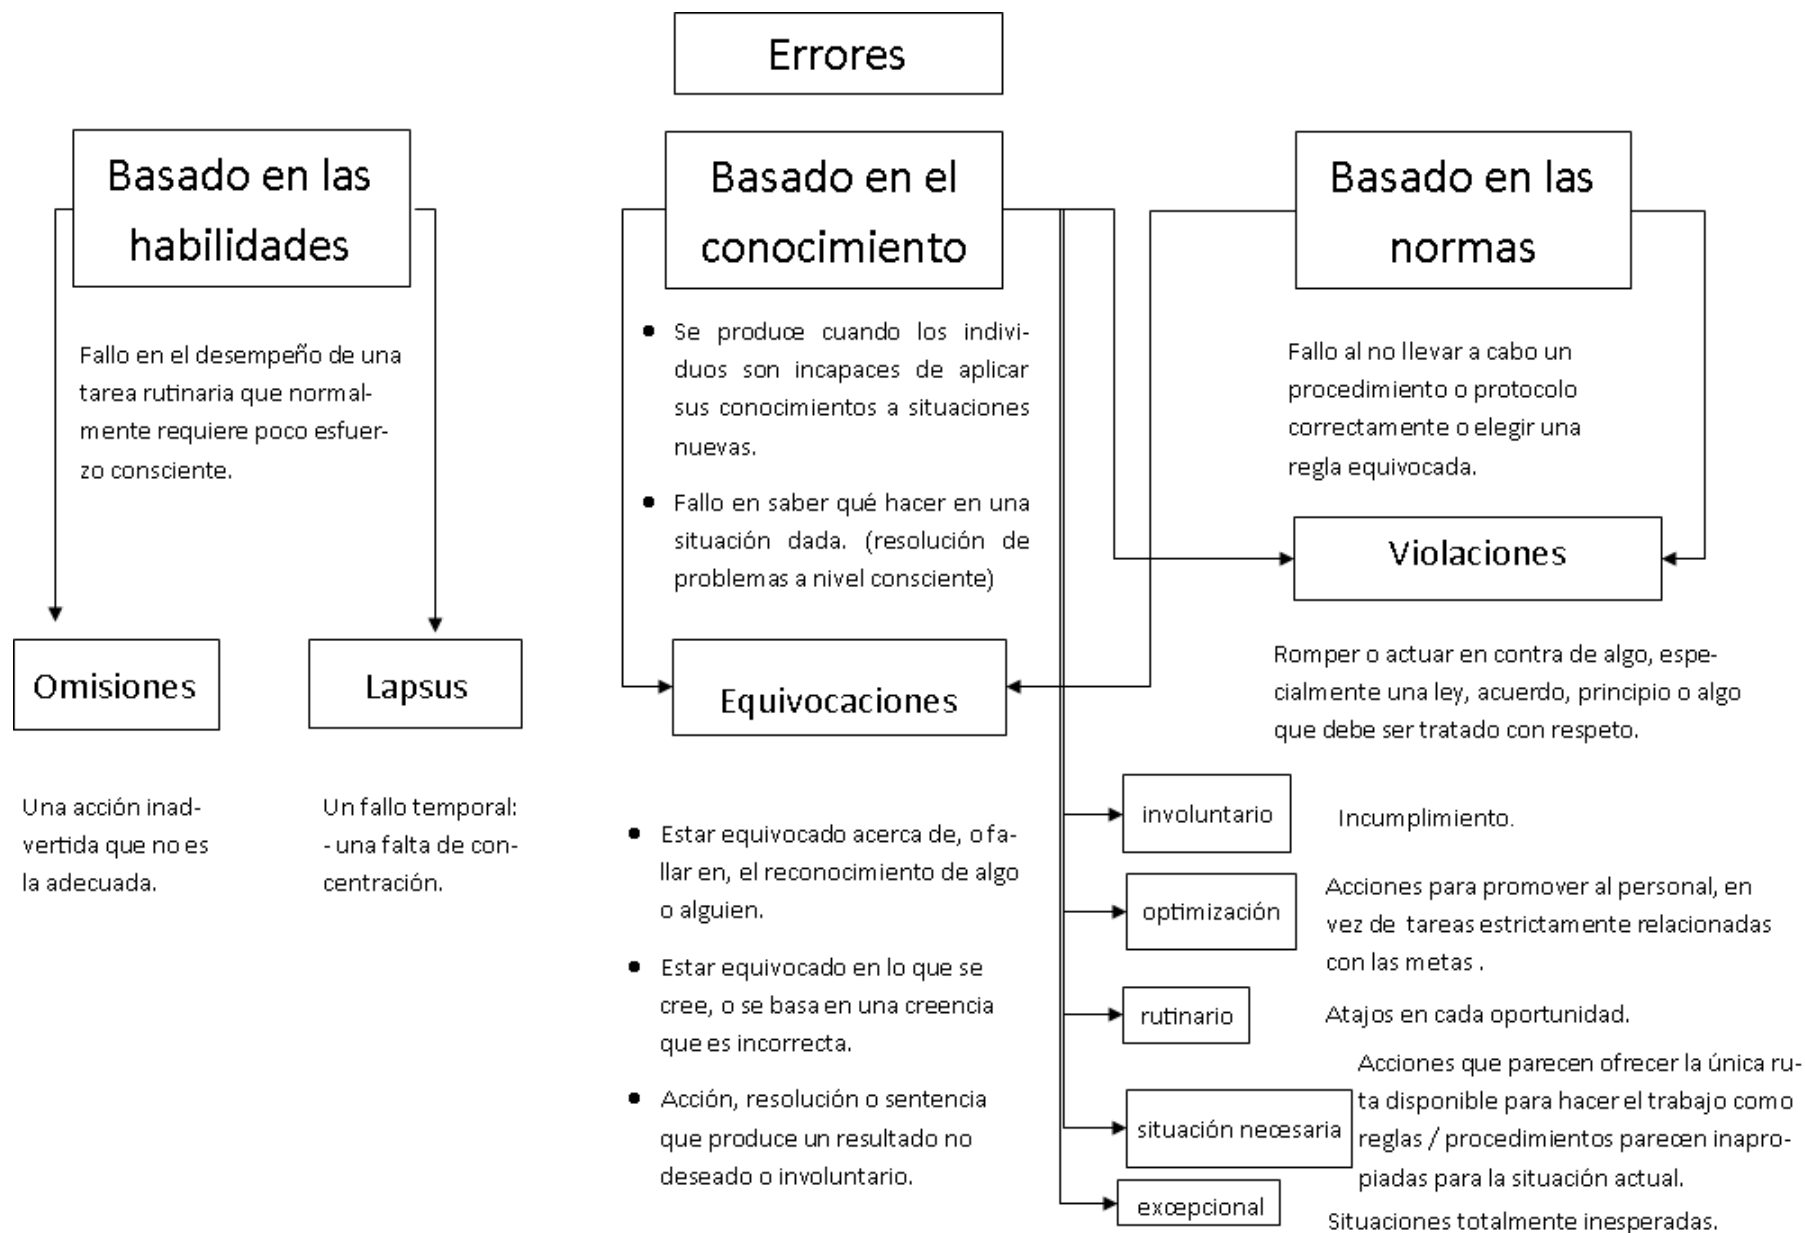 Errores
Basado en las
habilidades
Fallo en el desempeño de una
tarea rutinaria que normal-
mente requiere poco esfuer-
zo consciente.
Omisiones
Una acción inad-
vertida que no es
la adecuada.
Lapsus
Un fallo temporal:
- una falta de con-
centración.
Basado en el
conocimiento
• Se produce cuando los indivi-
duos son incapaces de aplicar
sus conocimientos a situaciones
nuevas.
• Fallo en saber qué hacer en una
situación dada. (resolución de
problemas a nivel consciente)
Equivocaciones
• Estar equivocado acerca de, o fa-
llar en, el reconocimiento de algo
o alguien.
• Estar equivocado en lo que se
cree, o se basa en una creencia
que es incorrecta.
• Acción, resolución o sentencia
que produce un resultado no
deseado o involuntario.
Basado en las
normas
Fallo al no llevar a cabo un
procedimiento o protocolo
correctamente o elegir una
regla equivocada.
Violaciones
Romper o actuar en contra de algo, espe-
cialmente una ley, acuerdo, principio o algo
que debe ser tratado con respeto.
involuntario
Incumplimiento.
optimización
Acciones para promover al personal, en
vez de tareas estrictamente relacionadas
con las metas .
rutinario
Atajos en cada oportunidad.
situación necesaria
Acciones que parecen ofrecer la única ru-
ta disponible para hacer el trabajo como
reglas / procedimientos parecen inapro-
piadas para la situación actual.
excepcional
Situaciones totalmente inesperadas.